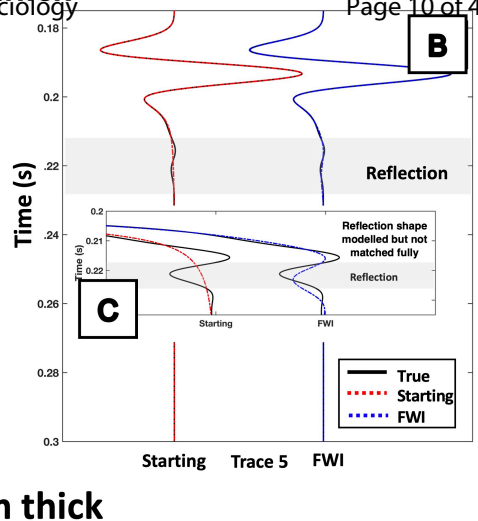 ciology Page 10 of 4
B
0.18
0.2
.22
.24
0.26
0.28
0.3
Time (s)
Reflection
0.2
0.21
0.22
Time (s)
Reflection shape
modelled but not
matched fully
Reflection
Starting FWI
C
True
Starting
FWI
Starting Trace 5 FWI
n thick